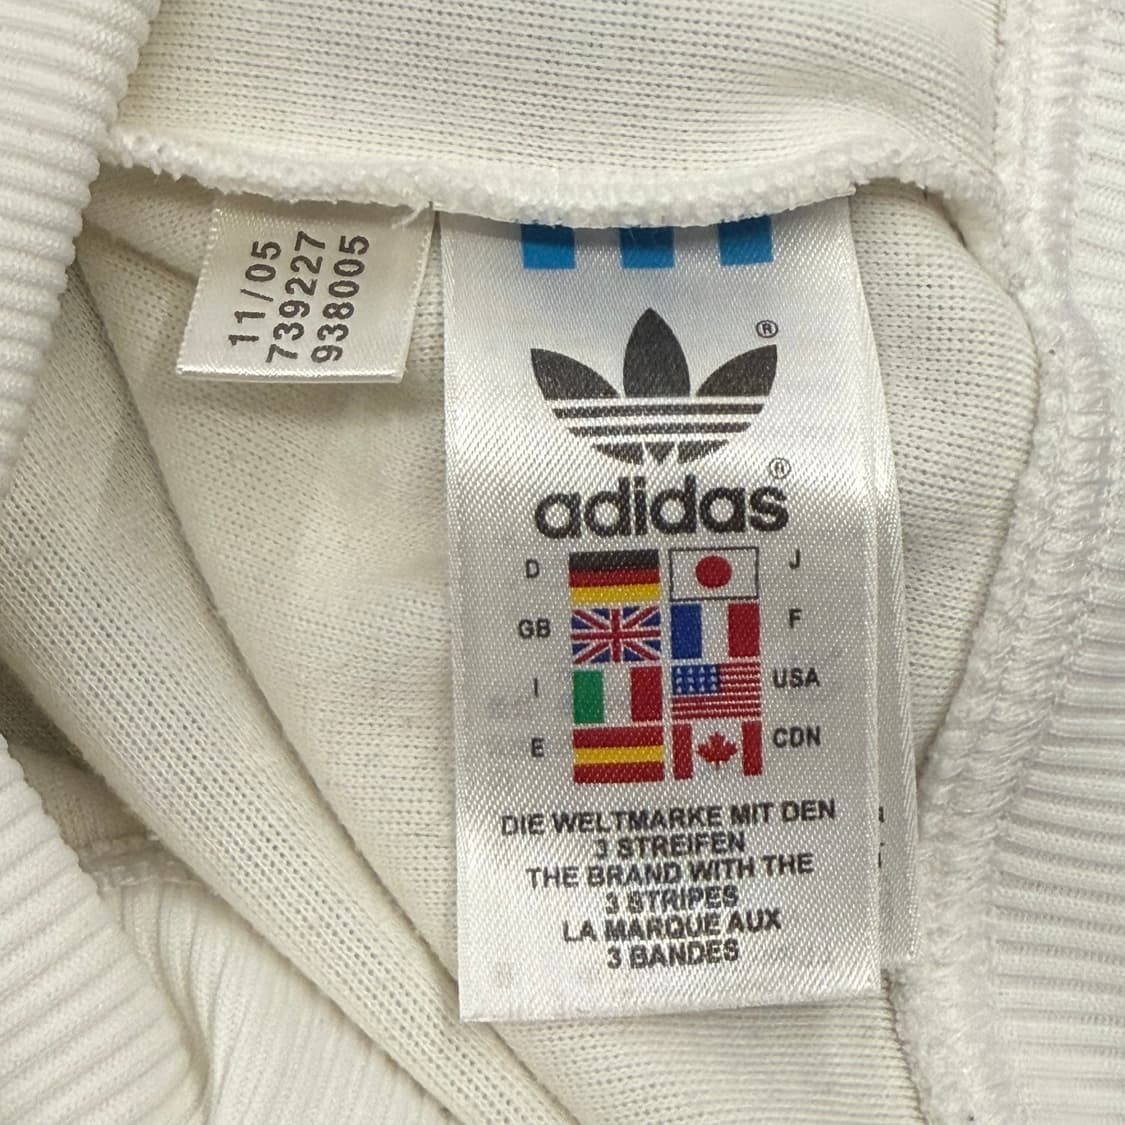 11/05
739227
938005
®
adidas®
D
J
GB
F
I
USA
E
CDN
DIE WELTMARKE MIT DEN
3 STREIFEN
THE BRAND WITH THE
3 STRIPES
LA MARQUE AUX
3 BANDES